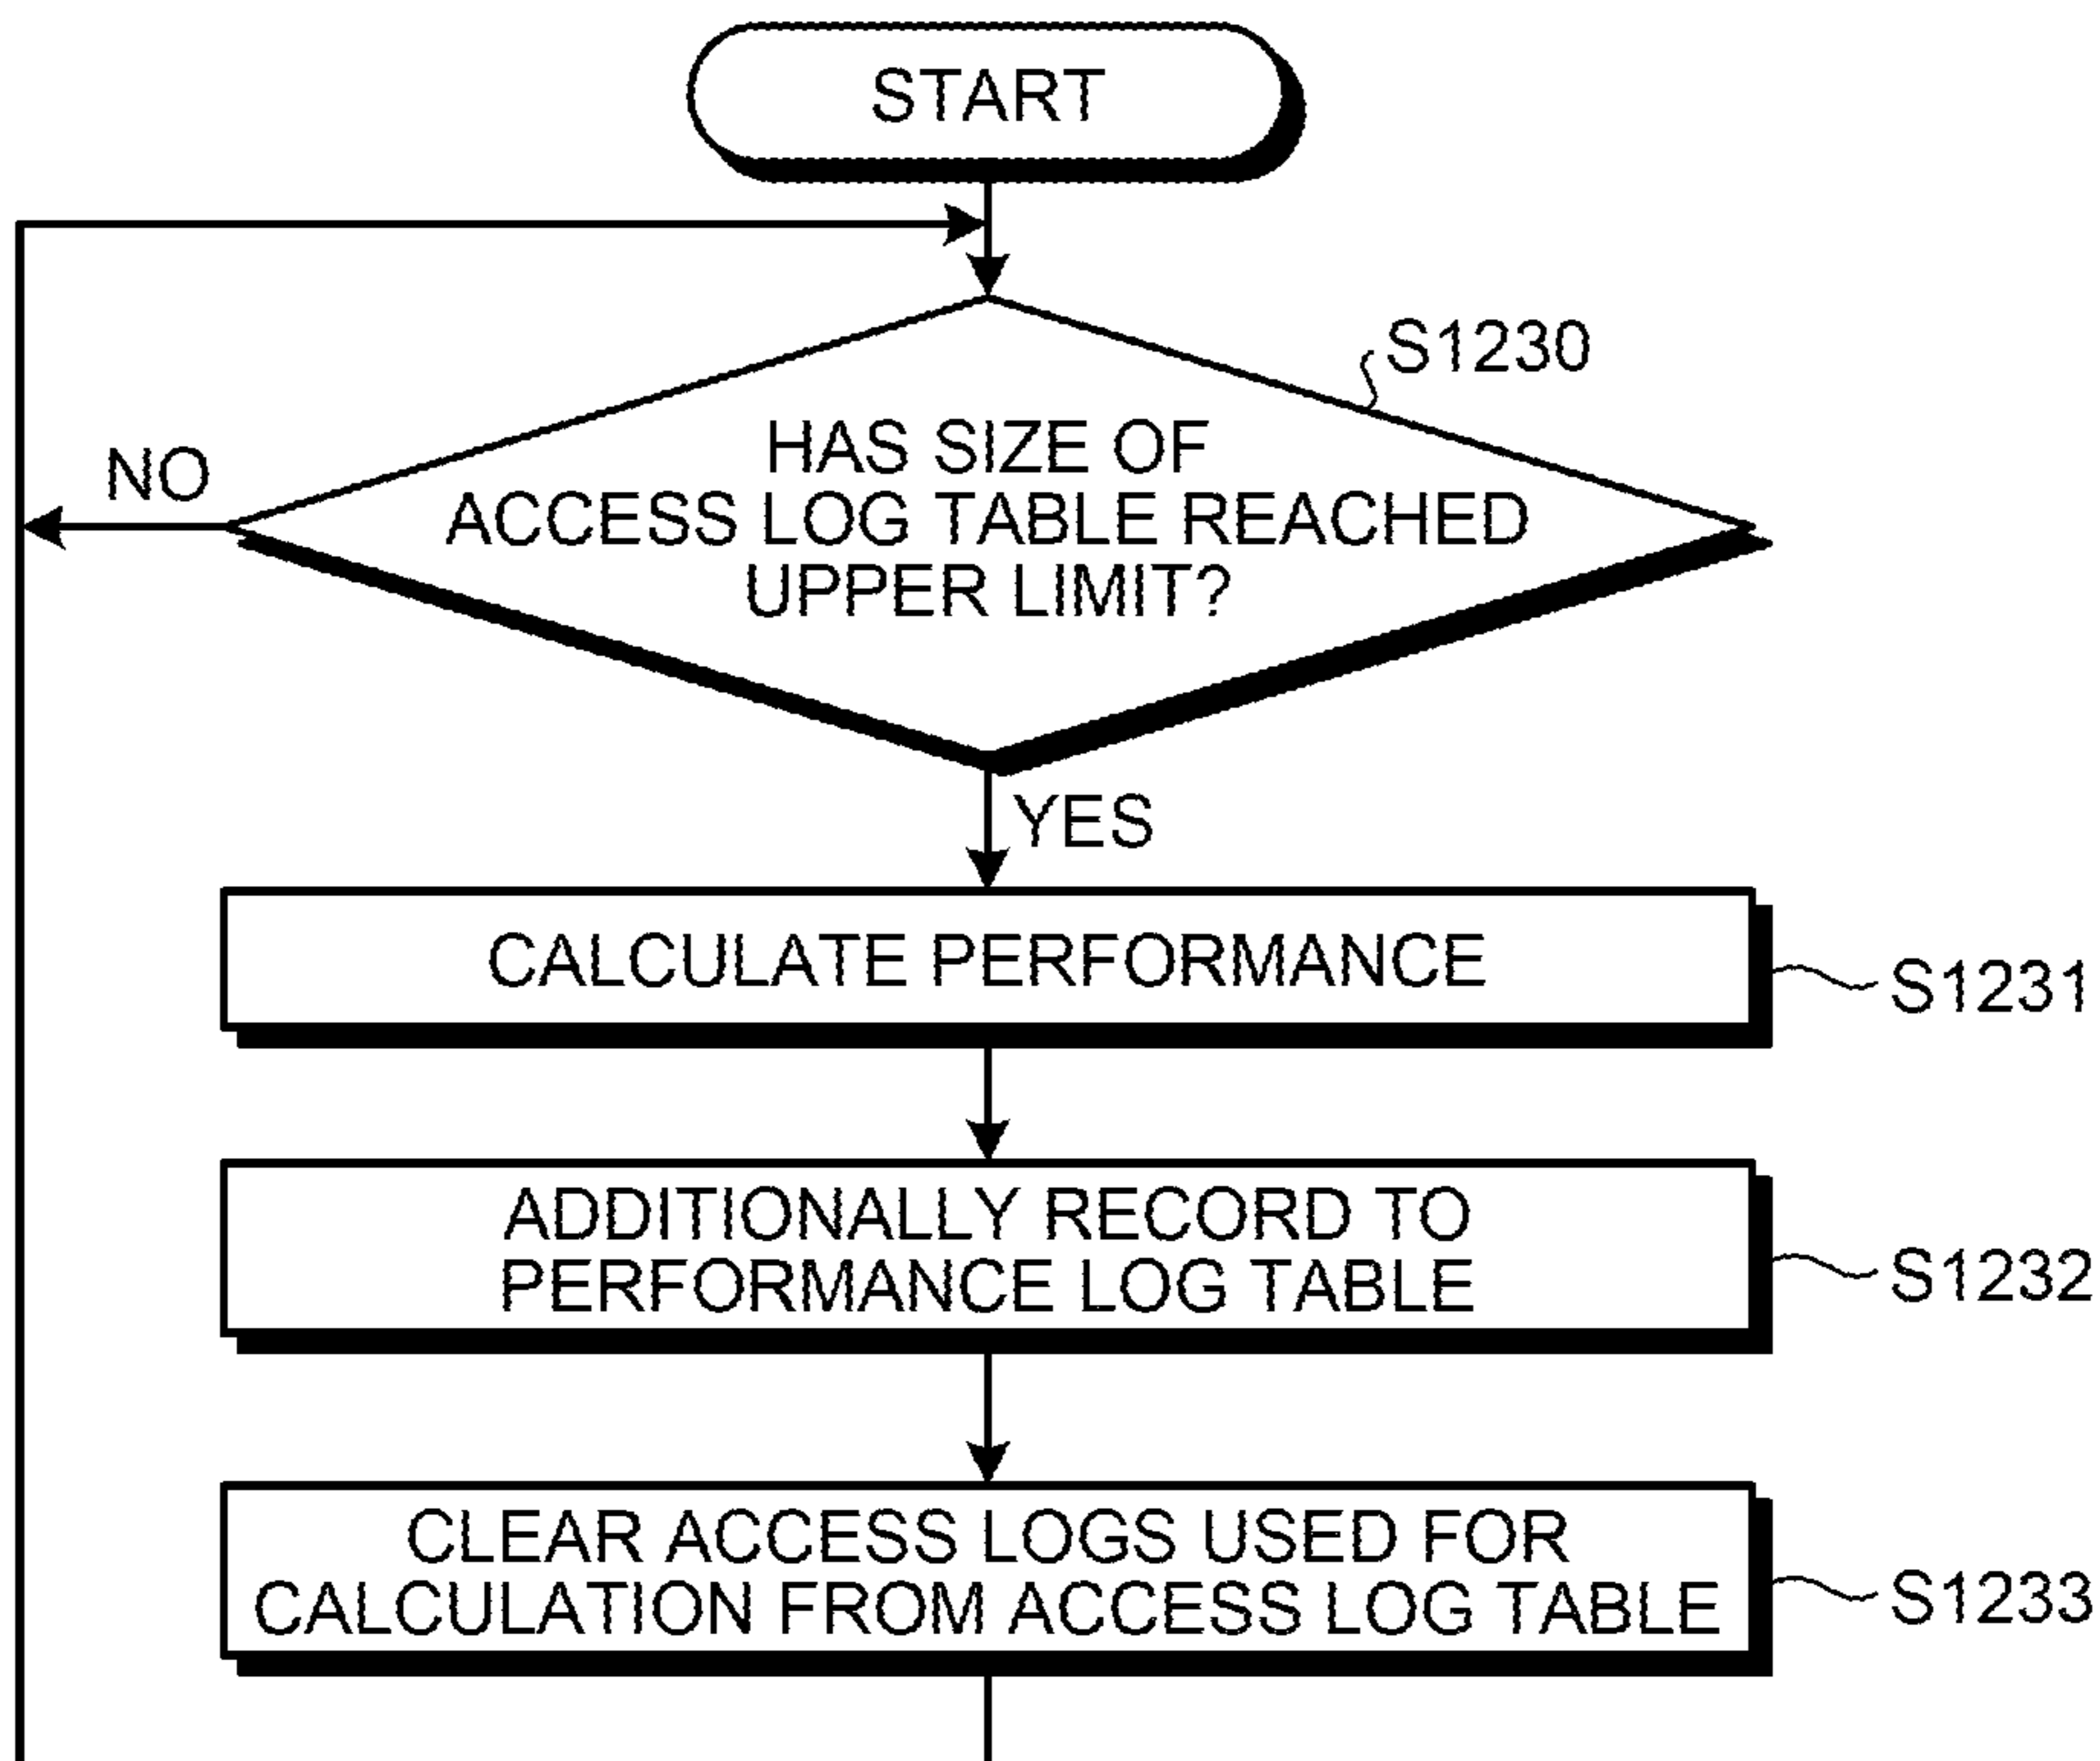 START
S1230
HAS SIZE OF
ACCESS LOG TABLE REACHED
UPPER LIMIT?
NO
YES
CALCULATE PERFORMANCE
S1231
ADDITIONALLY RECORD TO
PERFORMANCE LOG TABLE
S1232
CLEAR ACCESS LOGS USED FOR
CALCULATION FROM ACCESS LOG TABLE
S1233